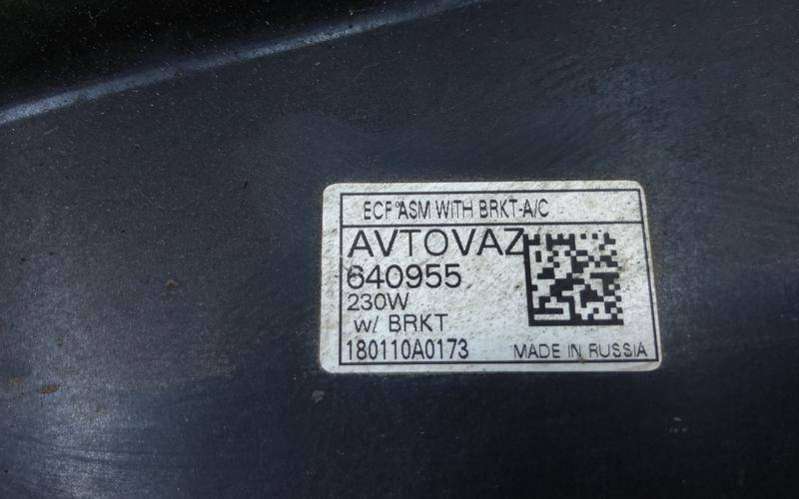 ECF ASM WITH BRKT-A/C
AVTOVAZ
640955
230W
w/ BRKT
180110A0173
MADE IN RUSSIA